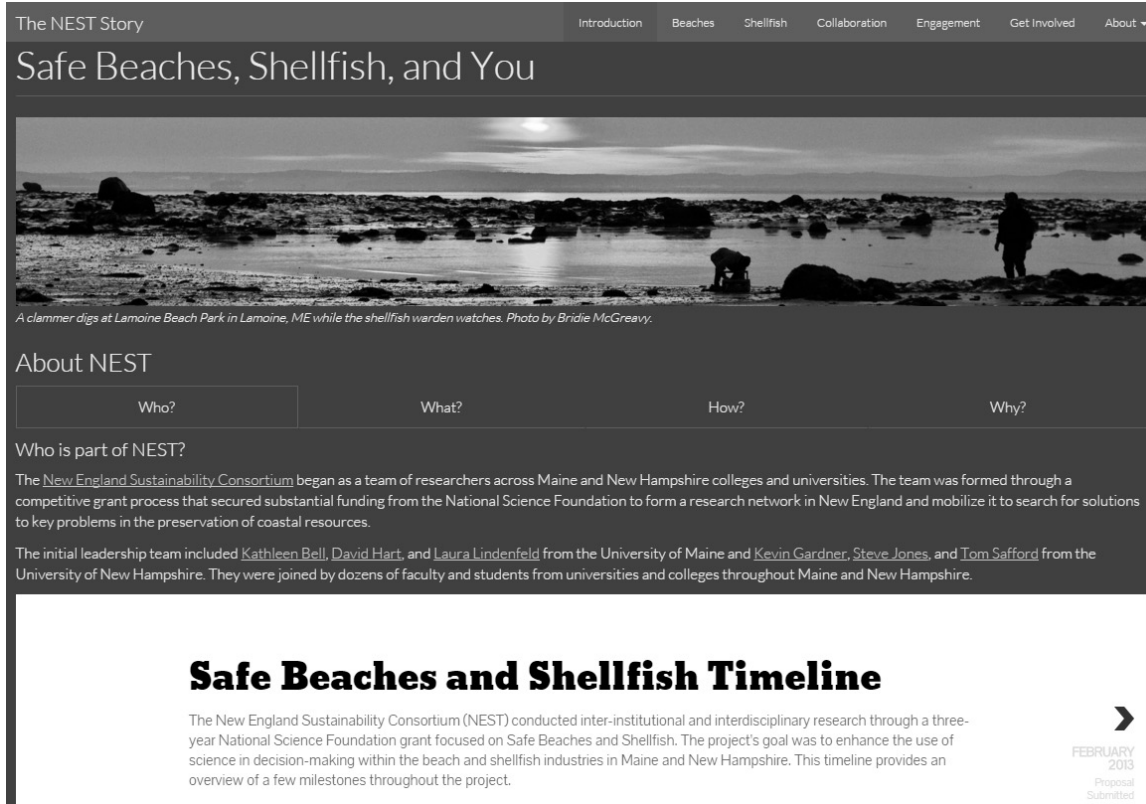 The NEST Story
Introduction Beaches Shellfish Collaboration Engagement Get Involved About
Safe Beaches, Shellfish, and You
A clammer digs at Lamoine Beach Park in Lamoine, ME while the shellfish warden watches. Photo by Bridie McGreavy.
About NEST
Who? What? How? Why?
Who is part of NEST?
The New England Sustainability Consortium began as a team of researchers across Maine and New Hampshire colleges and universities. The team was formed through a
competitive grant process that secured substantial funding from the National Science Foundation to form a research network in New England and mobilize it to search for solutions
to key problems in the preservation of coastal resources.
The initial leadership team included Kathleen Bell, David Hart, and Laura Lindenfeld from the University of Maine and Kevin Gardner, Steve Jones, and Tom Safford from the
University of New Hampshire. They were joined by dozens of faculty and students from universities and colleges throughout Maine and New Hampshire.
Safe Beaches and Shellfish Timeline
The New England Sustainability Consortium (NEST) conducted inter-institutional and interdisciplinary research through a three-
year National Science Foundation grant focused on Safe Beaches and Shellfish. The project's goal was to enhance the use of
science in decision-making within the beach and shellfish industries in Maine and New Hampshire. This timeline provides an
overview of a few milestones throughout the project.
FEBRUARY
2013
Proposal
Submitted